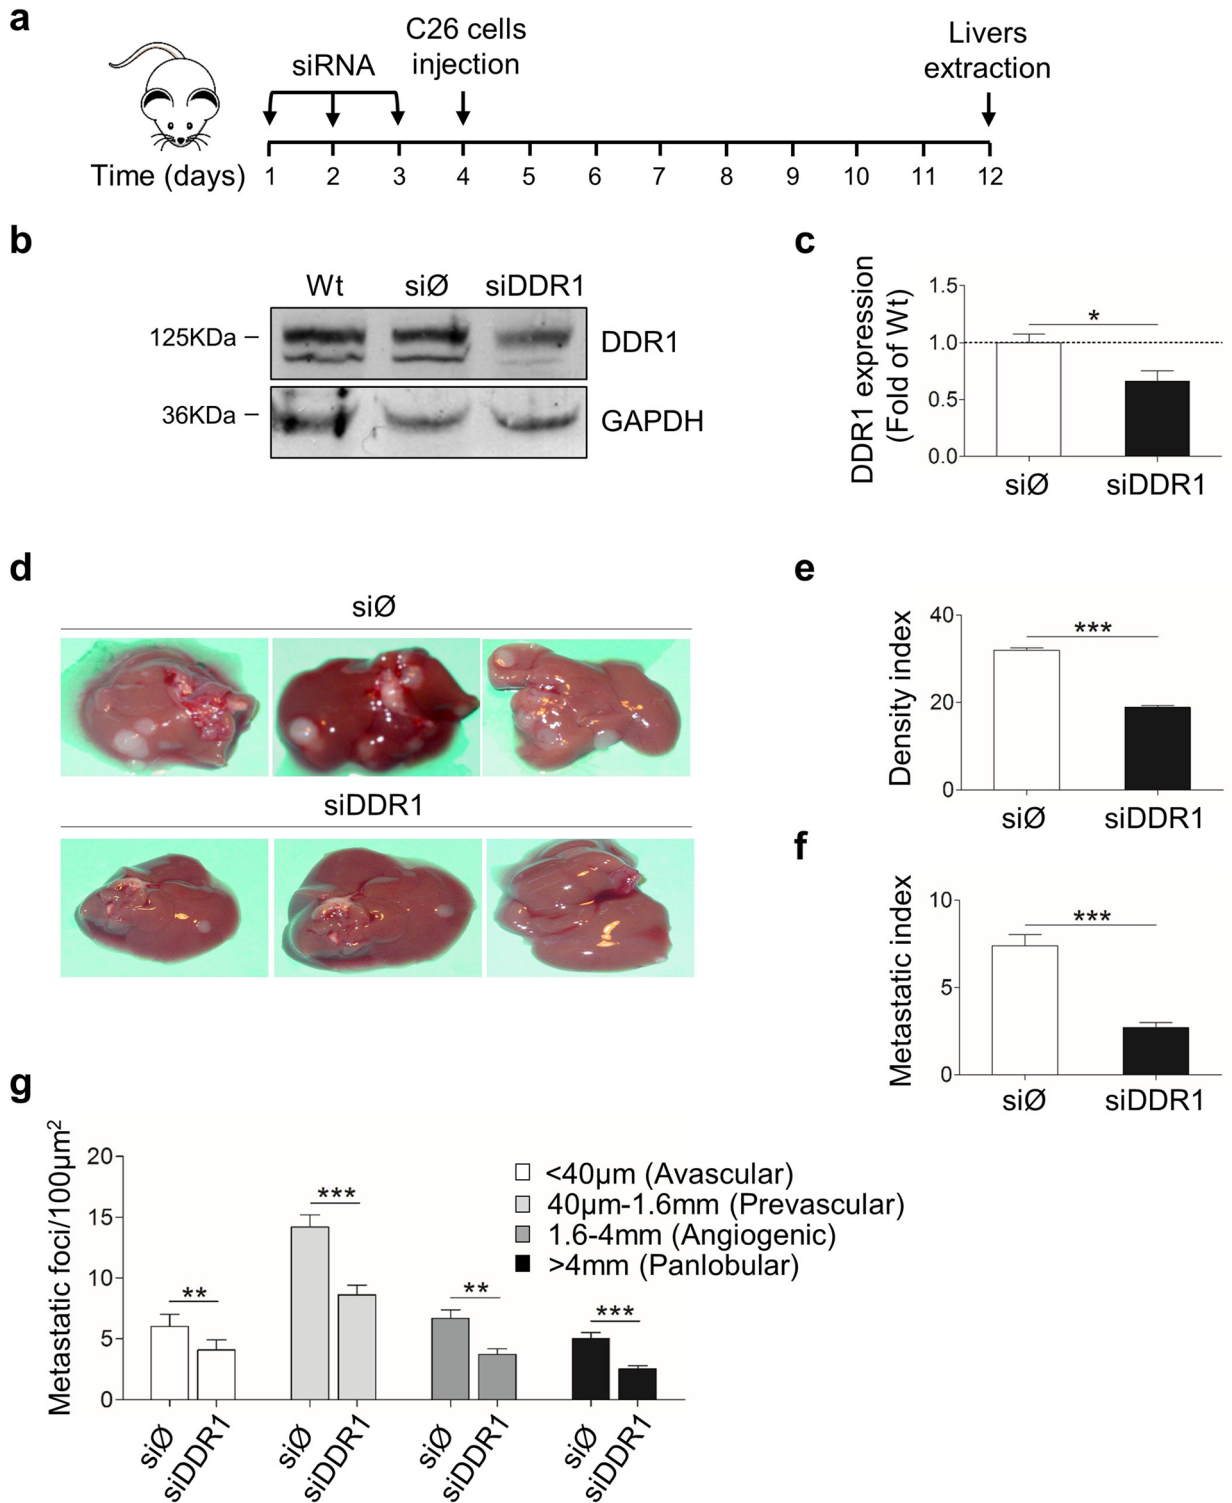 a
siRNA
C26 cells
injection
Livers
extraction
Time (days)
1 2 3 4 5 6 7 8 9 10 11 12
b
Wt siØ siDDR1
125KDa
DDR1
36KDa
GAPDH
c
DDR1 expression
(Fold of Wt)
1.5
1.0
0.5
0.0
*
siØ siDDR1
d
siØ
siDDR1
e
Density index
40
20
0
***
siØ siDDR1
f
Metastatic index
10
5
0
***
siØ siDDR1
g
Metastatic foci/100µm²
20
15
10
5
0
** *** ** ***
<40µm (Avascular)
40µm-1.6mm (Prevascular)
1.6-4mm (Angiogenic)
>4mm (Panlobular)
siØ siDDR1 siØ siDDR1 siØ siDDR1 siØ siDDR1